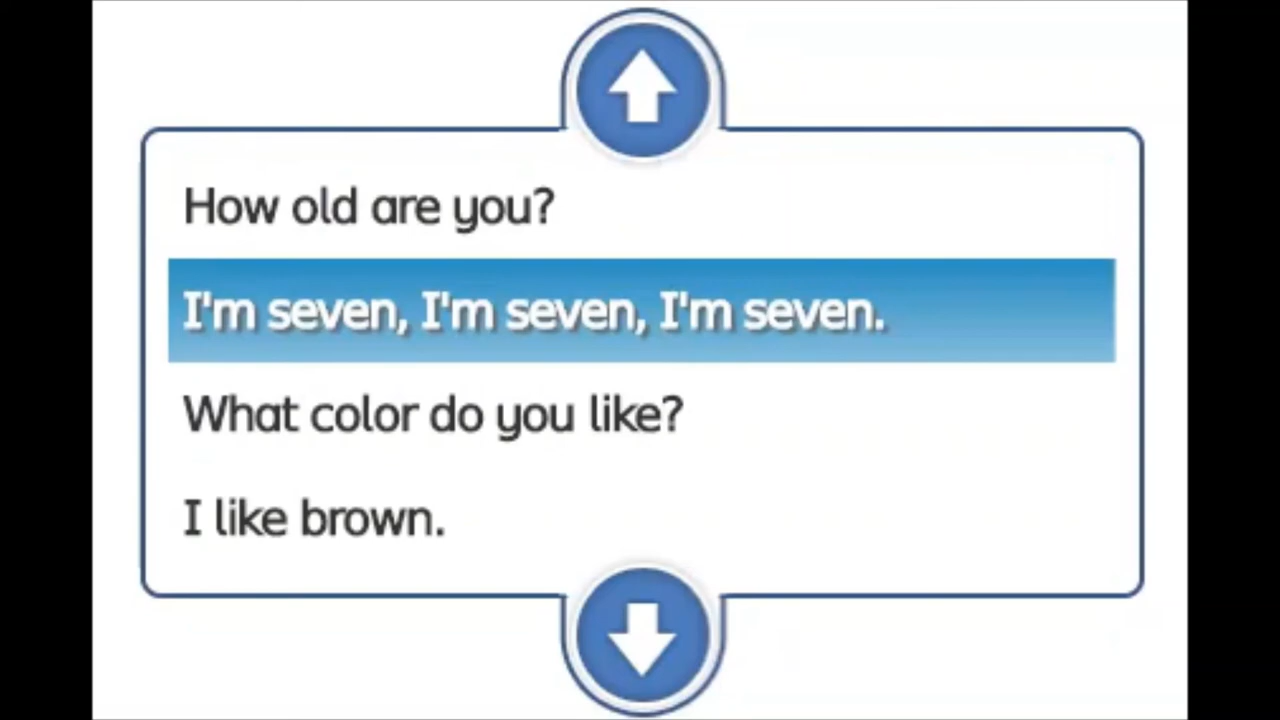 How old are you?
I'm seven, I'm seven, I'm seven.
What color do you like?
I like brown.